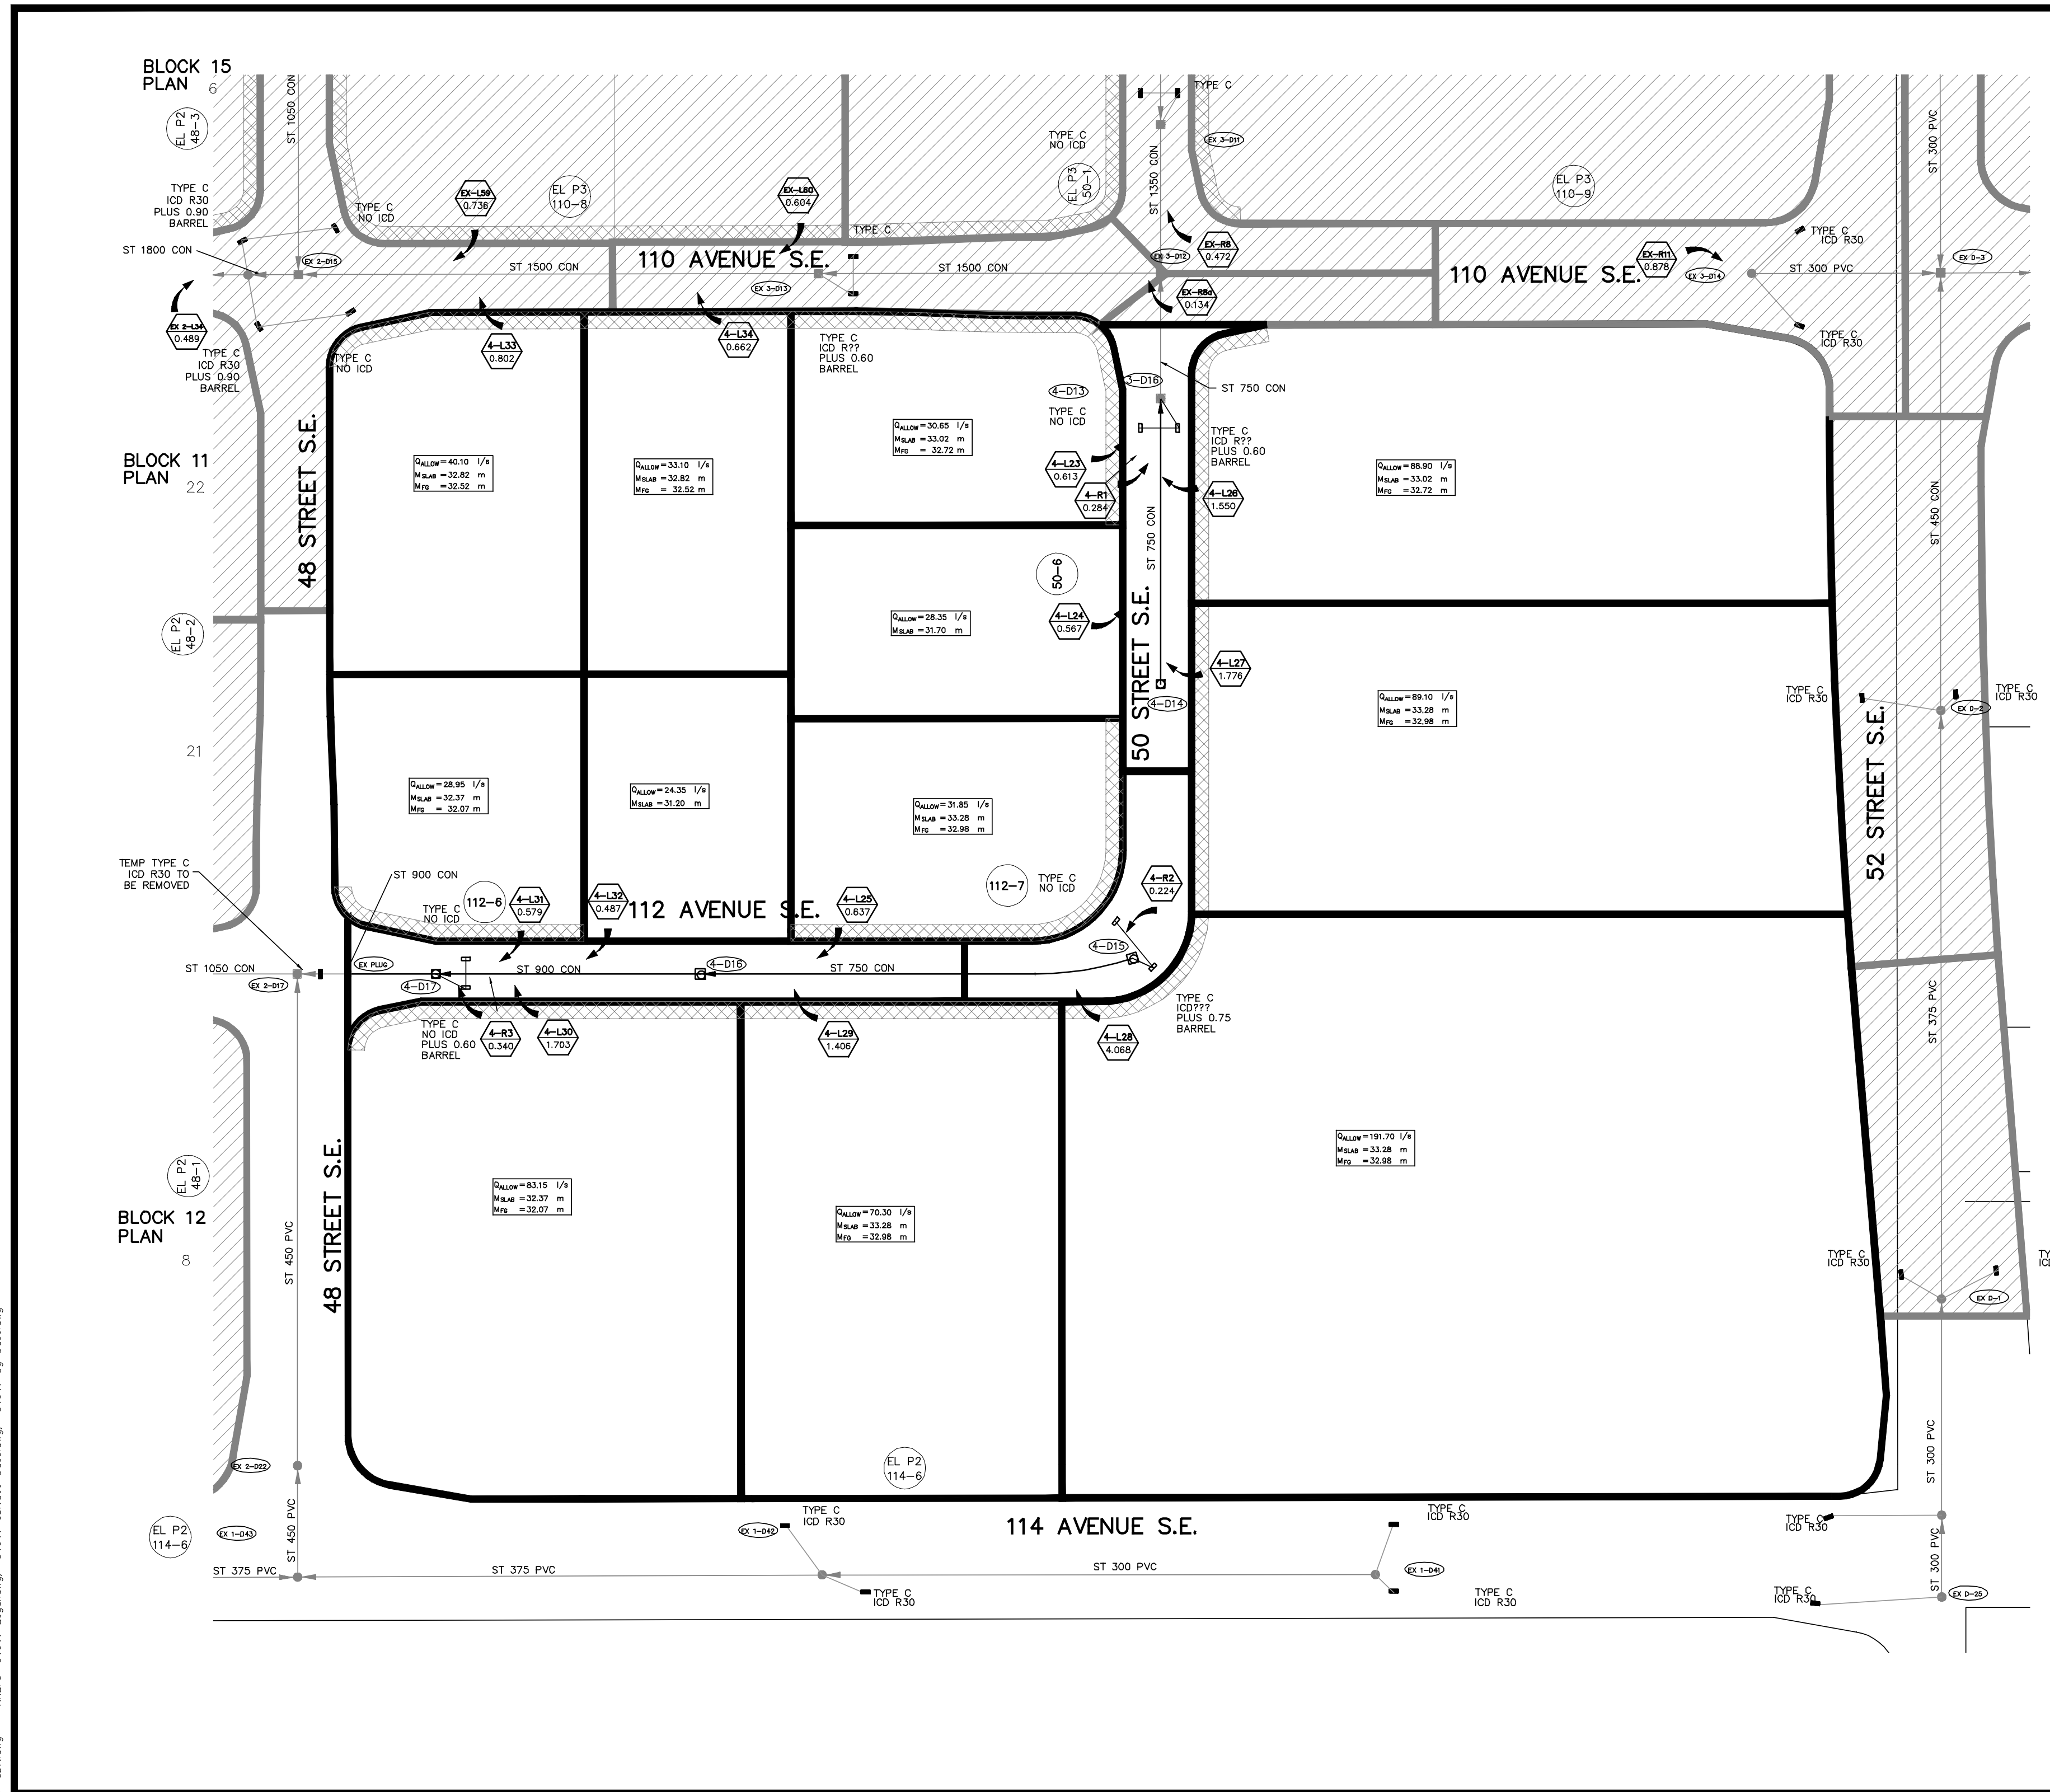 BLOCK 15
PLAN
6
EL P2
48-3
ST 1050 CON
TYPE C
ICD R30
PLUS 0.90
BARREL
ST 1800 CON
EX 2-D15
TYPE C
NO ICD
EX-L59
0.736
EL P3
110-8
EX-L60
0.604
TYPE C
TYPE C
NO ICD
EL P3
50-1
ST 1350 CON
TYPE C
EX 3-D11
EX 3-D12
EX-R8
0.472
EL P3
110-9
ST 300 PVC
ST 1500 CON
110 AVENUE S.E.
EX 3-D13
ST 1500 CON
EX-R8a
0.134
110 AVENUE S.E.
EX-R11
0.878
EX 3-D14
TYPE C
ICD R30
ST 300 PVC
EX D-3
EX 2-L34
0.489
TYPE C
ICD R30
PLUS 0.90
BARREL
TYPE C
NO ICD
4-L33
0.802
4-L34
0.662
TYPE C
ICD R??
PLUS 0.60
BARREL
TYPE C
ICD R30
4-D13
3-D16
ST 750 CON
TYPE C
NO ICD
TYPE C
ICD R??
PLUS 0.60
BARREL
BLOCK 11
PLAN
22
48 STREET S.E.
QALLOW = 40.10 l/s
MSLAB = 32.82 m
MFG = 32.52 m
QALLOW = 33.10 l/s
MSLAB = 32.82 m
MFG = 32.52 m
QALLOW = 30.65 l/s
MSLAB = 33.02 m
MFG = 32.72 m
4-L23
0.613
4-R1
0.284
4-L26
1.550
QALLOW = 88.90 l/s
MSLAB = 33.02 m
MFG = 32.72 m
ST 450 CON
ST 750 CON
50-6
QALLOW = 28.35 l/s
MSLAB = 31.70 m
4-L24
0.567
50 STREET S.E.
4-L27
1.776
4-D14
EL P2
48-2
QALLOW = 89.10 l/s
MSLAB = 33.28 m
MFG = 32.98 m
TYPE C
ICD R30
TYPE C
ICD R30
EX D-2
52 STREET S.E.
21
QALLOW = 28.95 l/s
MSLAB = 32.37 m
MFG = 32.07 m
QALLOW = 24.35 l/s
MSLAB = 31.20 m
QALLOW = 31.85 l/s
MSLAB = 33.28 m
MFG = 32.98 m
TEMP TYPE C
ICD R30 TO
BE REMOVED
ST 900 CON
112-6
TYPE C
NO ICD
4-L31
0.579
4-L32
0.487
112 AVENUE S.E.
4-L25
0.637
112-7
TYPE C
NO ICD
4-R2
0.224
4-D15
ST 1050 CON
EX 2-D17
EX PLUG
4-D17
ST 900 CON
4-D16
ST 750 CON
TYPE C
NO ICD
PLUS 0.60
BARREL
4-R3
0.340
4-L30
1.703
4-L29
1.406
4-L28
4.068
TYPE C
ICD???
PLUS 0.75
BARREL
ST 375 PVC
EL P2
48-1
BLOCK 12
PLAN
8
ST 450 PVC
48 STREET S.E.
QALLOW = 83.15 l/s
MSLAB = 32.37 m
MFG = 32.07 m
QALLOW = 70.30 l/s
MSLAB = 33.28 m
MFG = 32.98 m
QALLOW = 191.70 l/s
MSLAB = 33.28 m
MFG = 32.98 m
TYPE C
ICD R30
EX D-1
EX 2-D22
EL P2
114-6
ST 300 PVC
EL P2
114-6
EX 1-D43
ST 450 PVC
EX 1-D42
TYPE C
ICD R30
114 AVENUE S.E.
TYPE C
ICD R30
TYPE C
ICD R30
ST 300 PVC
ST 375 PVC
ST 375 PVC
ST 300 PVC
EX 1-D41
TYPE C
ICD R30
TYPE C
ICD R30
TYPE C
ICD R30
EX D-25